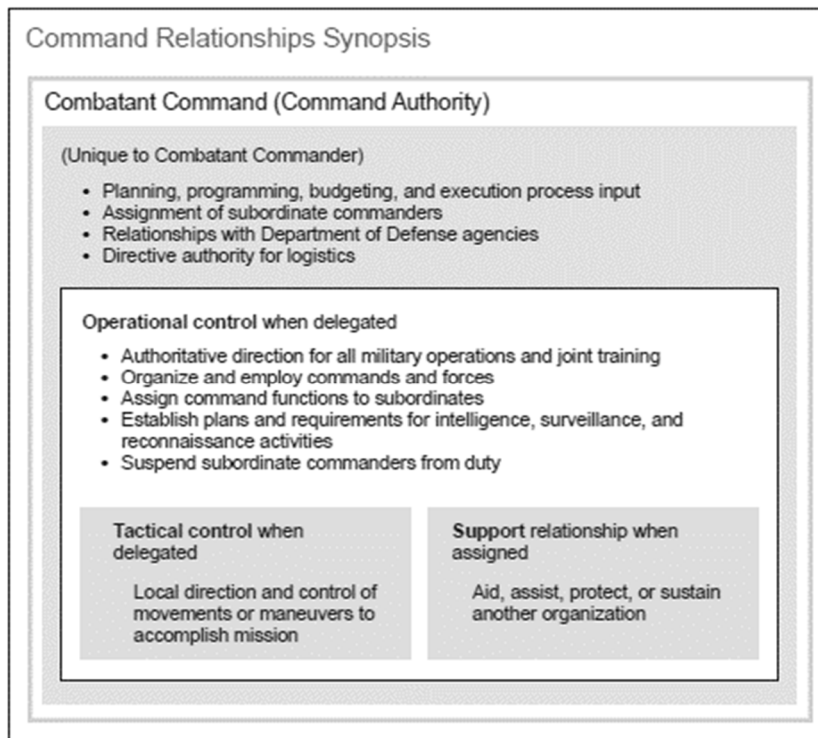 Command Relationships Synopsis
Combatant Command (Command Authority)
(Unique to Combatant Commander)
• Planning, programming, budgeting, and execution process input
• Assignment of subordinate commanders
• Relationships with Department of Defense agencies
• Directive authority for logistics
Operational control when delegated
• Authoritative direction for all military operations and joint training
• Organize and employ commands and forces
• Assign command functions to subordinates
• Establish plans and requirements for intelligence, surveillance, and
reconnaissance activities
• Suspend subordinate commanders from duty
Tactical control when
delegated
Local direction and control of
movements or maneuvers to
accomplish mission
Support relationship when
assigned
Aid, assist, protect, or sustain
another organization